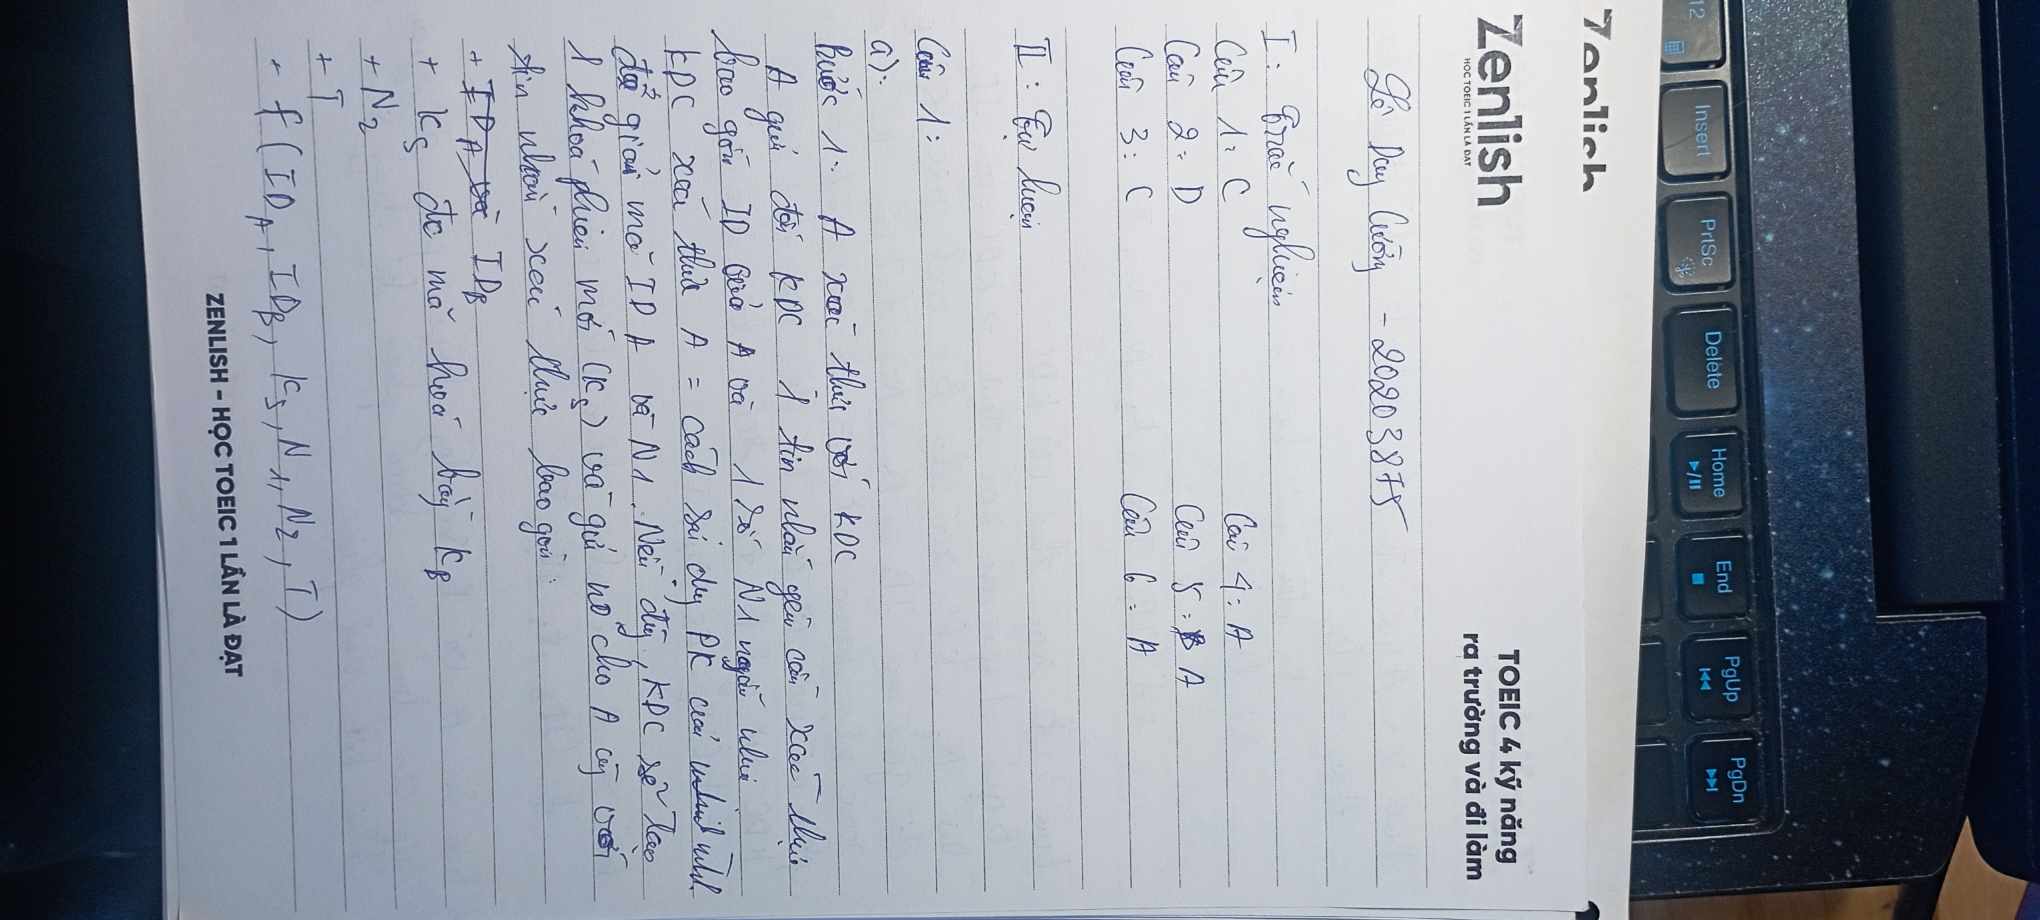 12
Insert
PrtSc
Delete
Home
End
PgUp
PgDn
Zenlish
Zenlish
HỌC TOEIC 1 LẦN LÀ ĐẠT
TOEIC 4 kỹ năng
ra trường và đi làm
Lê Duy Cường - 20203875
I: Trắc nghiệm
Câu 1: C
Câu 4: A
Câu 2: D
Câu 5: A
Câu 3: C
Câu 6: A
II: Tự luận
Câu 1:
a):
Bước 1: A xác thực với KDC
A gửi đến KDC 1 tin nhắn yêu cầu xác thực
bao gồm ID của A và 1 số N1 ngẫu nhiên
KDC xác thực A = cách sử dụng PK của mình
để giải mã ID A và N1. Nếu đúng, KDC sẽ tạo
1 khoá phiên mới (Ks) và gửi nó cho A cùng với
tin nhắn xác thực bao gồm:
+ ID_A và ID_B
+ K_S đc mã hoá bằng K_B
+ N_2
+ T
- f(ID_A, ID_B, K_S, N_1, N_2, T)
ZENLISH - HỌC TOEIC 1 LẦN LÀ ĐẠT